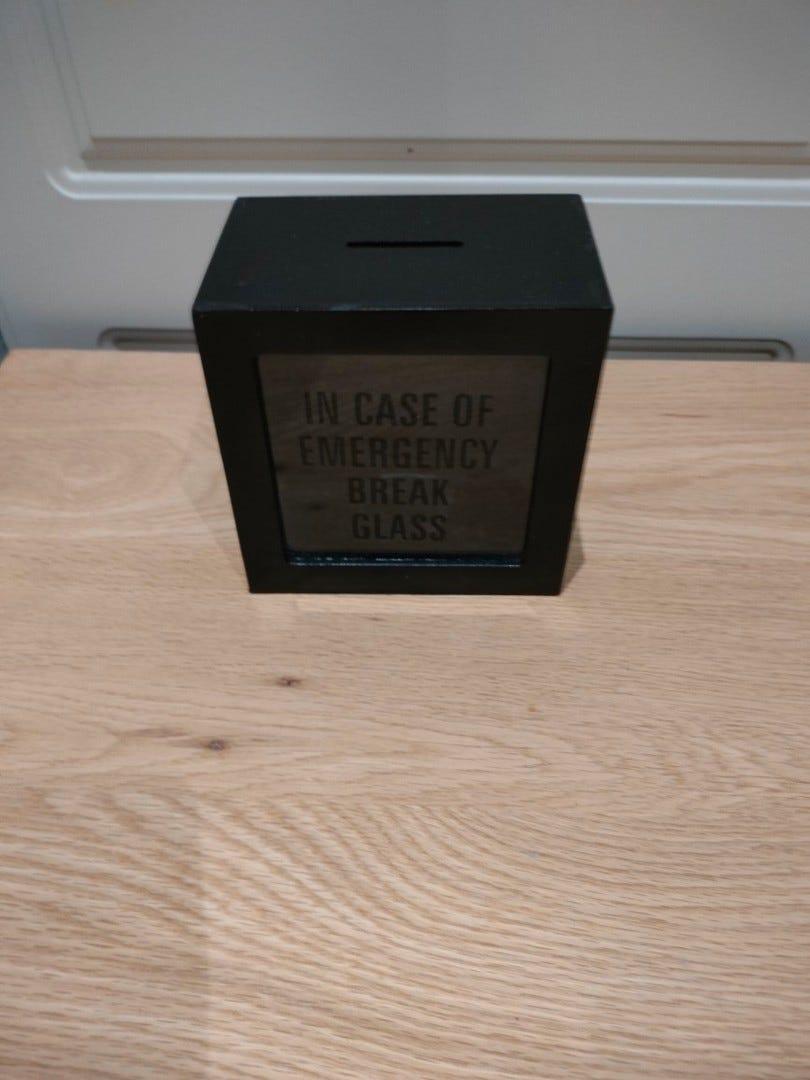 IN CASE OF
EMERGENCY
BREAK
GLASS